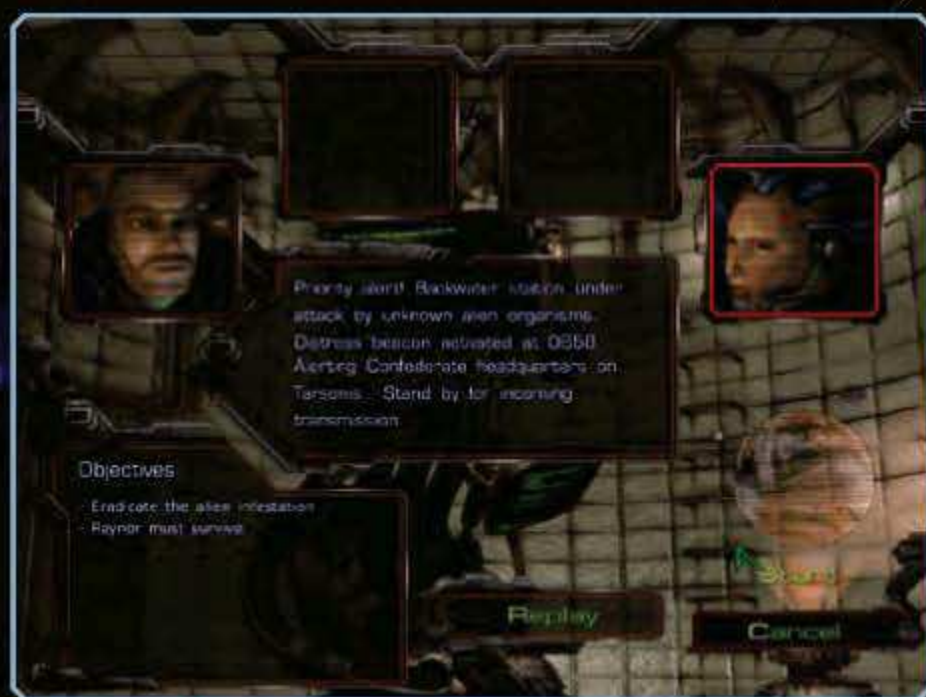 Priority alert! Backwater station under
attack by unknown alien organisms.
Distress beacon activated at 0658.
Alerting Confederate headquarters on
Tarsonis. Stand by for incoming
transmission.
Objectives
- Eradicate the alien infestation
- Raynor must survive
Start
Replay
Cancel